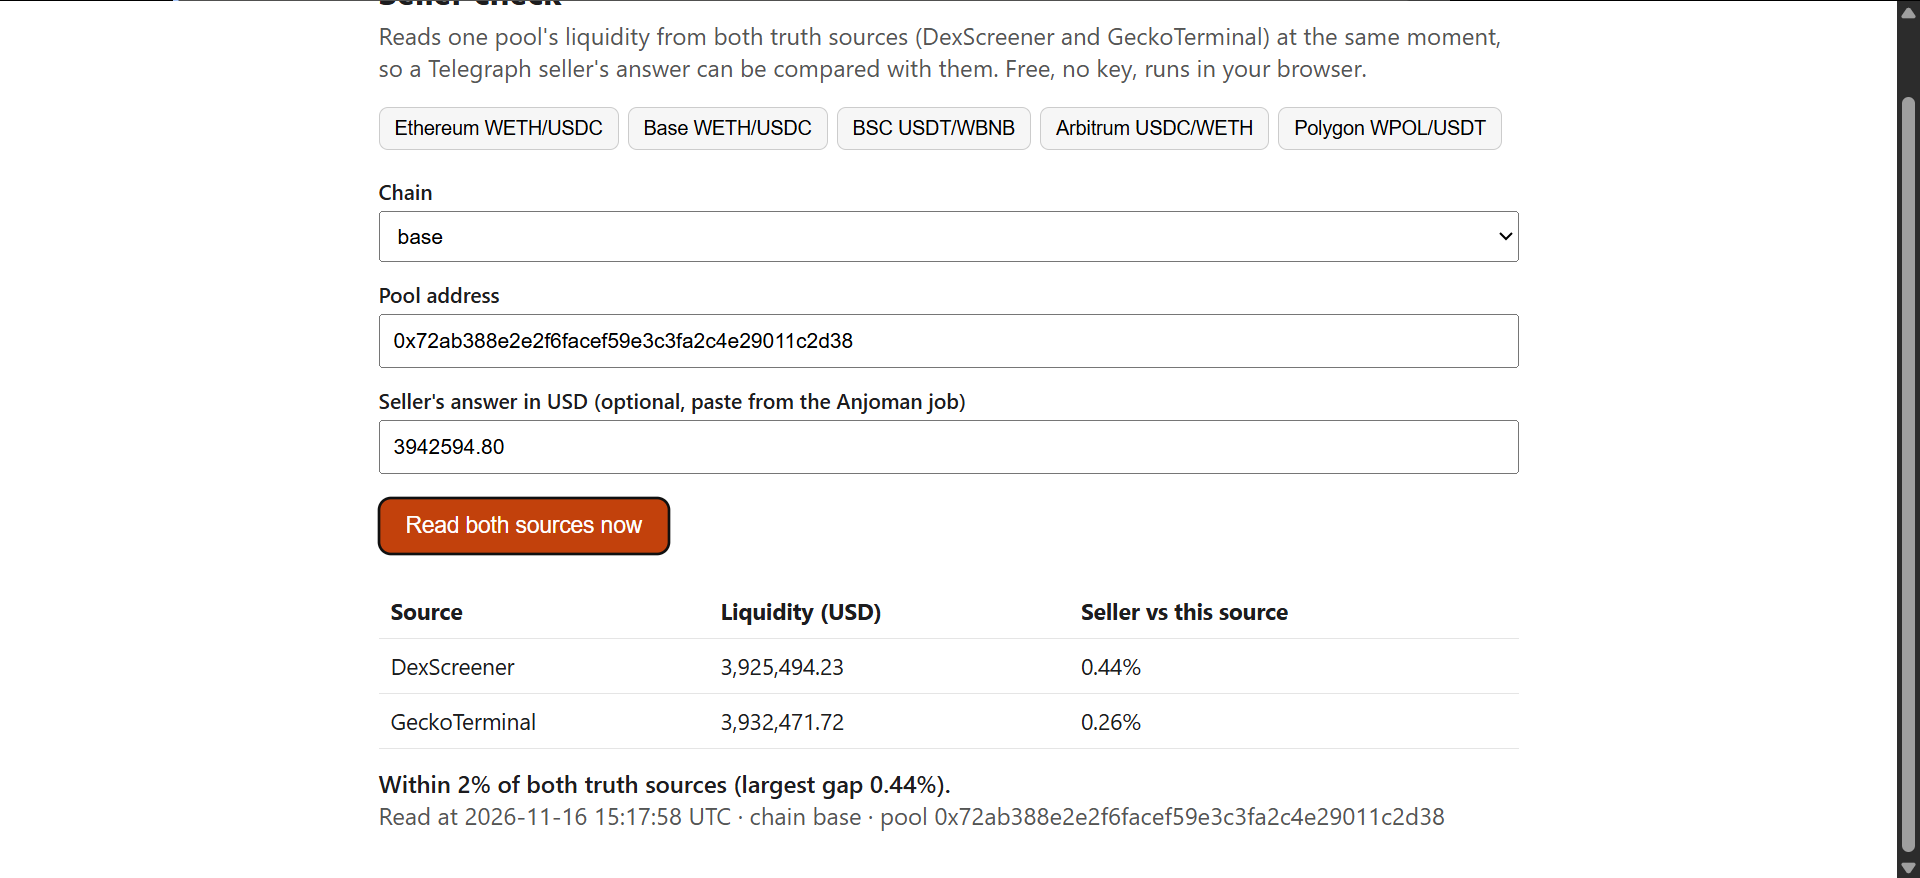 Seller check
Reads one pool's liquidity from both truth sources (DexScreener and GeckoTerminal) at the same moment,
so a Telegraph seller's answer can be compared with them. Free, no key, runs in your browser.
Ethereum WETH/USDC Base WETH/USDC BSC USDT/WBNB Arbitrum USDC/WETH Polygon WPOL/USDT
Chain
base
Pool address
0x72ab388e2e2f6facef59e3c3fa2c4e29011c2d38
Seller's answer in USD (optional, paste from the Anjoman job)
3942594.80
Read both sources now
Source Liquidity (USD) Seller vs this source
DexScreener 3,925,494.23 0.44%
GeckoTerminal 3,932,471.72 0.26%
Within 2% of both truth sources (largest gap 0.44%).
Read at 2026-11-16 15:17:58 UTC · chain base · pool 0x72ab388e2e2f6facef59e3c3fa2c4e29011c2d38